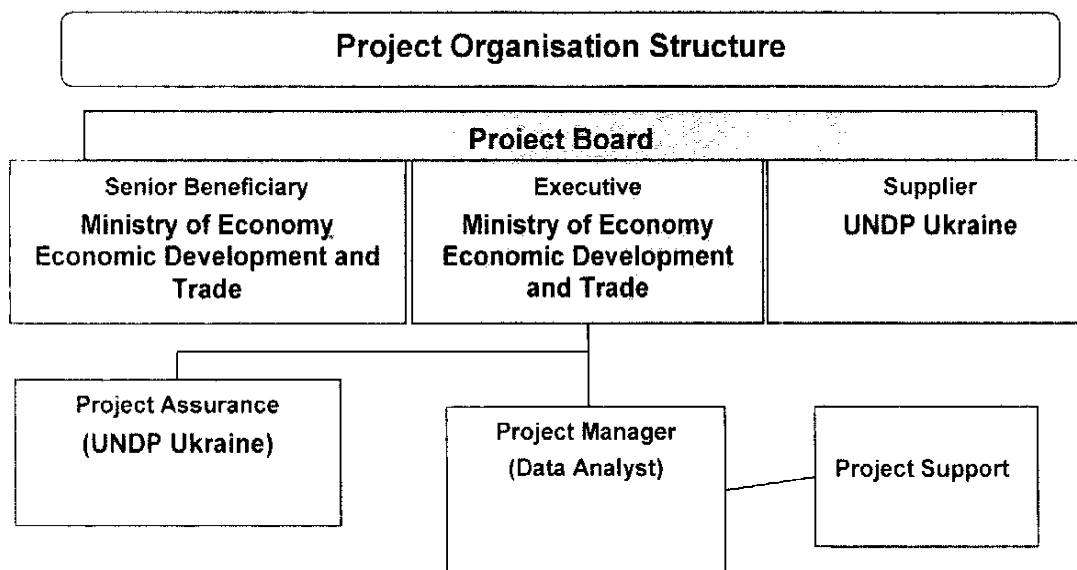 Project Organisation Structure
Project Board
Senior Beneficiary
Ministry of Economy
Economic Development and
Trade
Executive
Ministry of Economy
Economic Development
and Trade
Supplier
UNDP Ukraine
Project Assurance
(UNDP Ukraine)
Project Manager
(Data Analyst)
Project Support